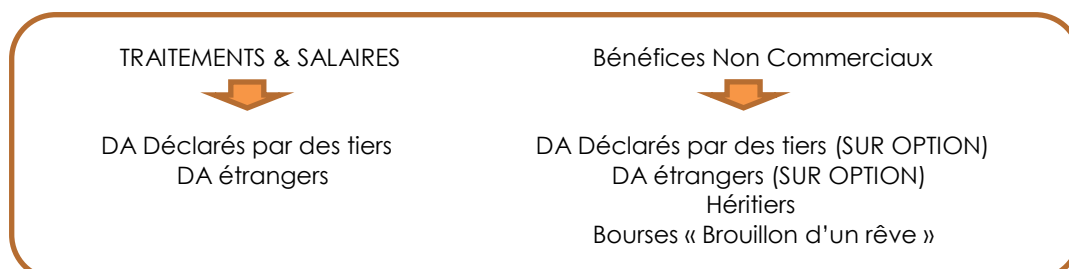 TRAITEMENTS & SALAIRES
DA Déclarés par des tiers
DA étrangers
Bénéfices Non Commerciaux
DA Déclarés par des tiers (SUR OPTION)
DA étrangers (SUR OPTION)
Héritiers
Bourses « Brouillon d'un rêve »